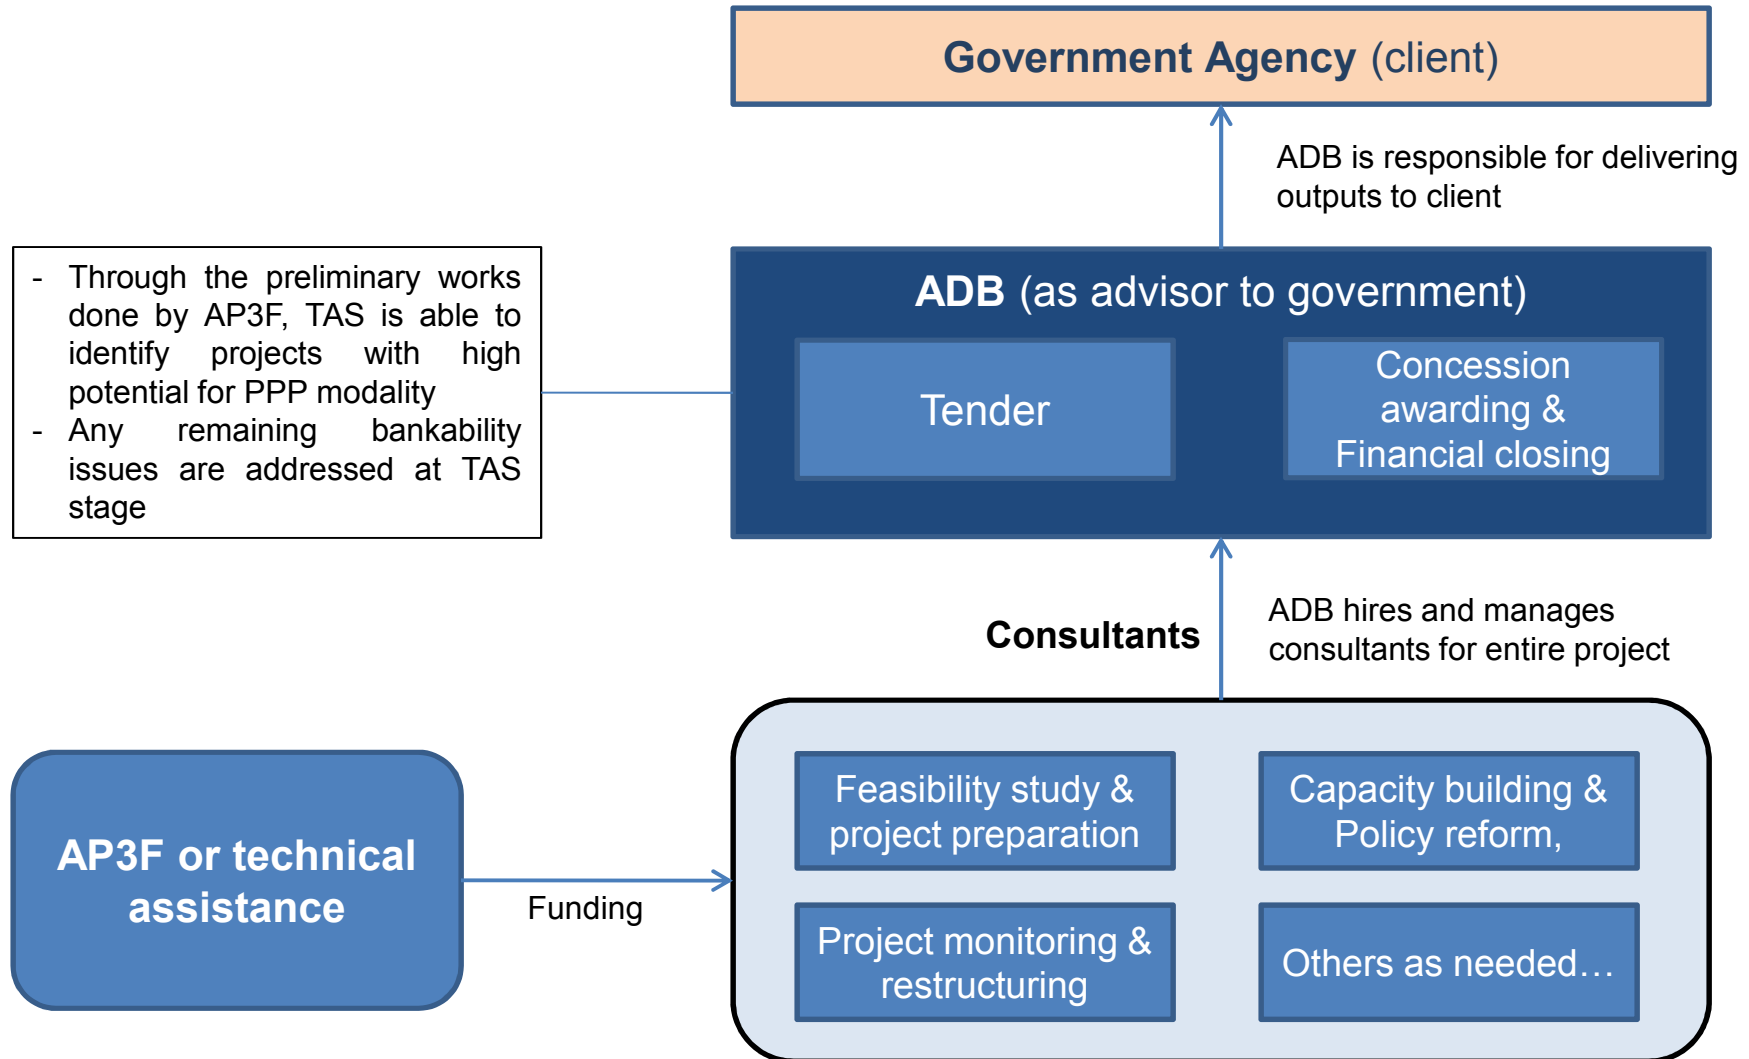 Government Agency (client)
ADB is responsible for delivering
outputs to client
- Through the preliminary works
done by AP3F, TAS is able to
identify projects with high
potential for PPP modality
- Any remaining bankability
issues are addressed at TAS
stage
ADB (as advisor to government)
Tender
Concession
awarding &
Financial closing
Consultants
ADB hires and manages
consultants for entire project
AP3F or technical
assistance
Funding
Feasibility study &
project preparation
Capacity building &
Policy reform,
Project monitoring &
restructuring
Others as needed…